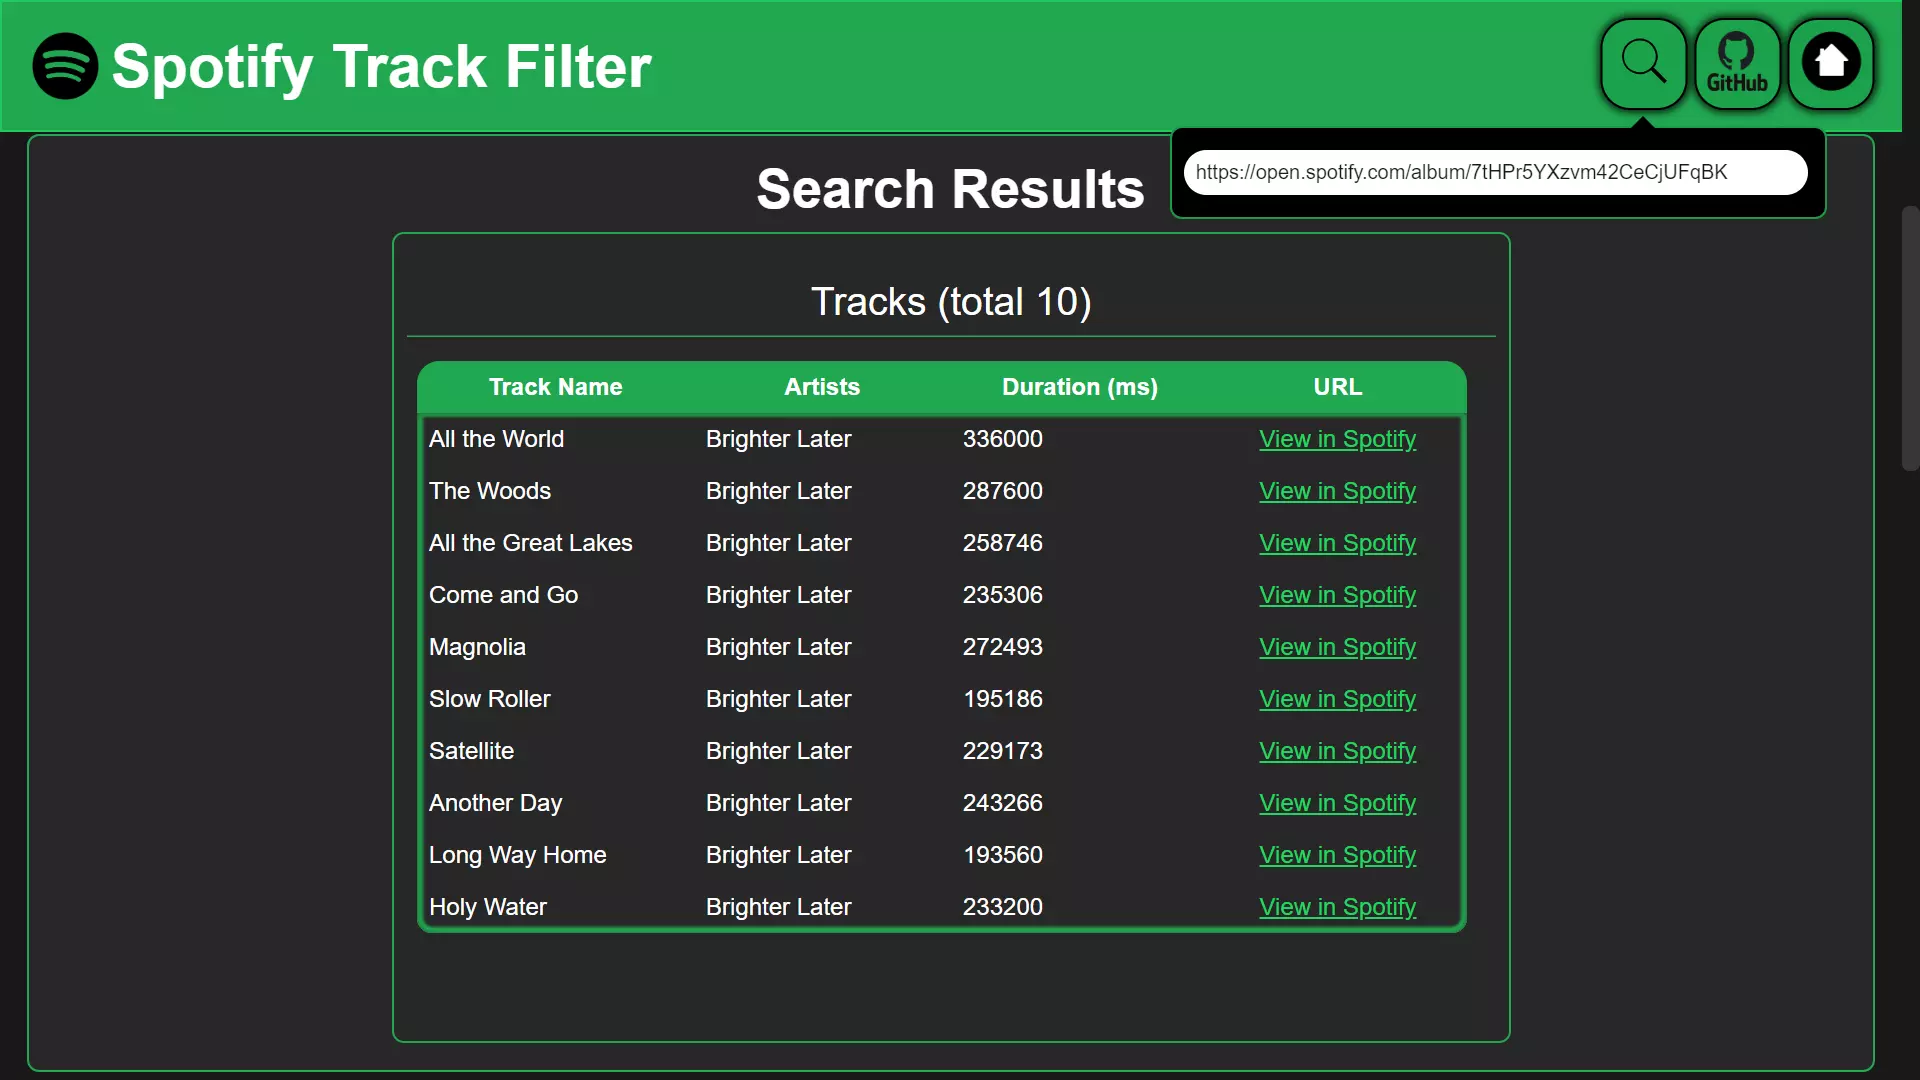 Spotify Track Filter
GitHub
https://open.spotify.com/album/7tHPr5YXzvm42CeCjUFqBK
Search Results
Tracks (total 10)
Track Name Artists Duration (ms) URL
All the World Brighter Later 336000 View in Spotify
The Woods Brighter Later 287600 View in Spotify
All the Great Lakes Brighter Later 258746 View in Spotify
Come and Go Brighter Later 235306 View in Spotify
Magnolia Brighter Later 272493 View in Spotify
Slow Roller Brighter Later 195186 View in Spotify
Satellite Brighter Later 229173 View in Spotify
Another Day Brighter Later 243266 View in Spotify
Long Way Home Brighter Later 193560 View in Spotify
Holy Water Brighter Later 233200 View in Spotify